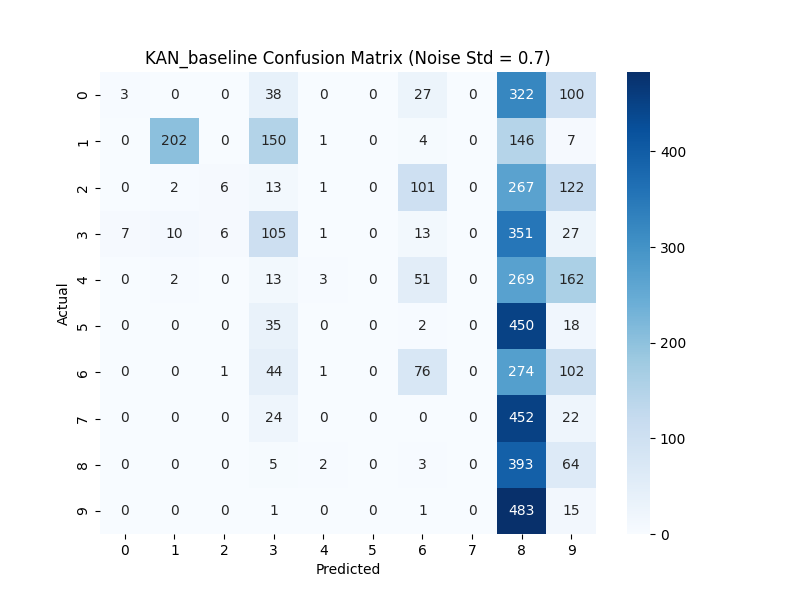 KAN_baseline Confusion Matrix (Noise Std = 0.7)
0 3 0 0 38 0 0 27 0 322 100
1 0 202 0 150 1 0 4 0 146 7
2 0 2 6 13 1 0 101 0 267 122
3 7 10 6 105 1 0 13 0 351 27
4 0 2 0 13 3 0 51 0 269 162
5 0 0 0 35 0 0 2 0 450 18
6 0 0 1 44 1 0 76 0 274 102
7 0 0 0 24 0 0 0 0 452 22
8 0 0 0 5 2 0 3 0 393 64
9 0 0 0 1 0 0 1 0 483 15
0 1 2 3 4 5 6 7 8 9
Predicted
Actual
400
300
200
100
0